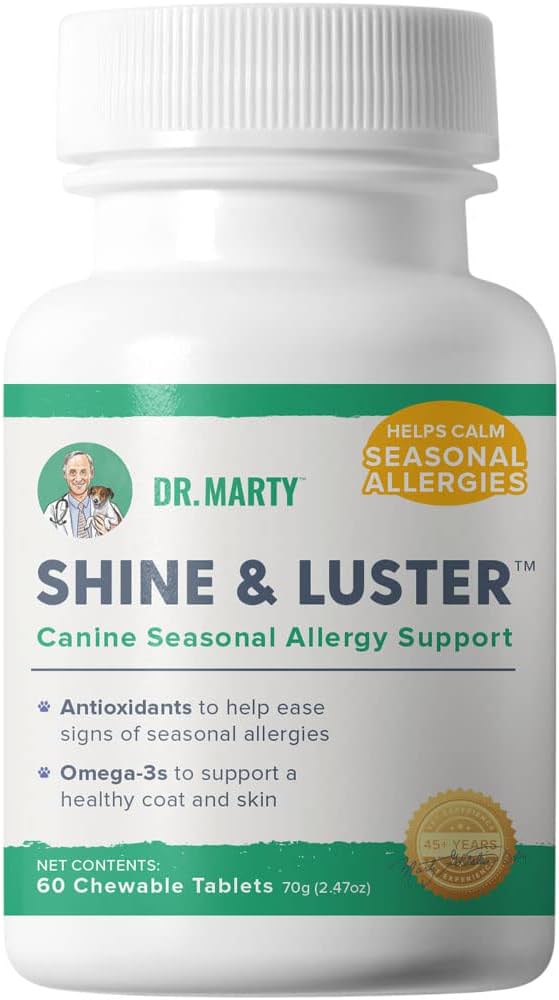 DR. MARTY™
HELPS CALM
SEASONAL
ALLERGIES
SHINE & LUSTER™
Canine Seasonal Allergy Support
Antioxidants to help ease
signs of seasonal allergies
Omega-3s to support a
healthy coat and skin
NET CONTENTS:
60 Chewable Tablets 70g (2.47oz)
45+ YEARS